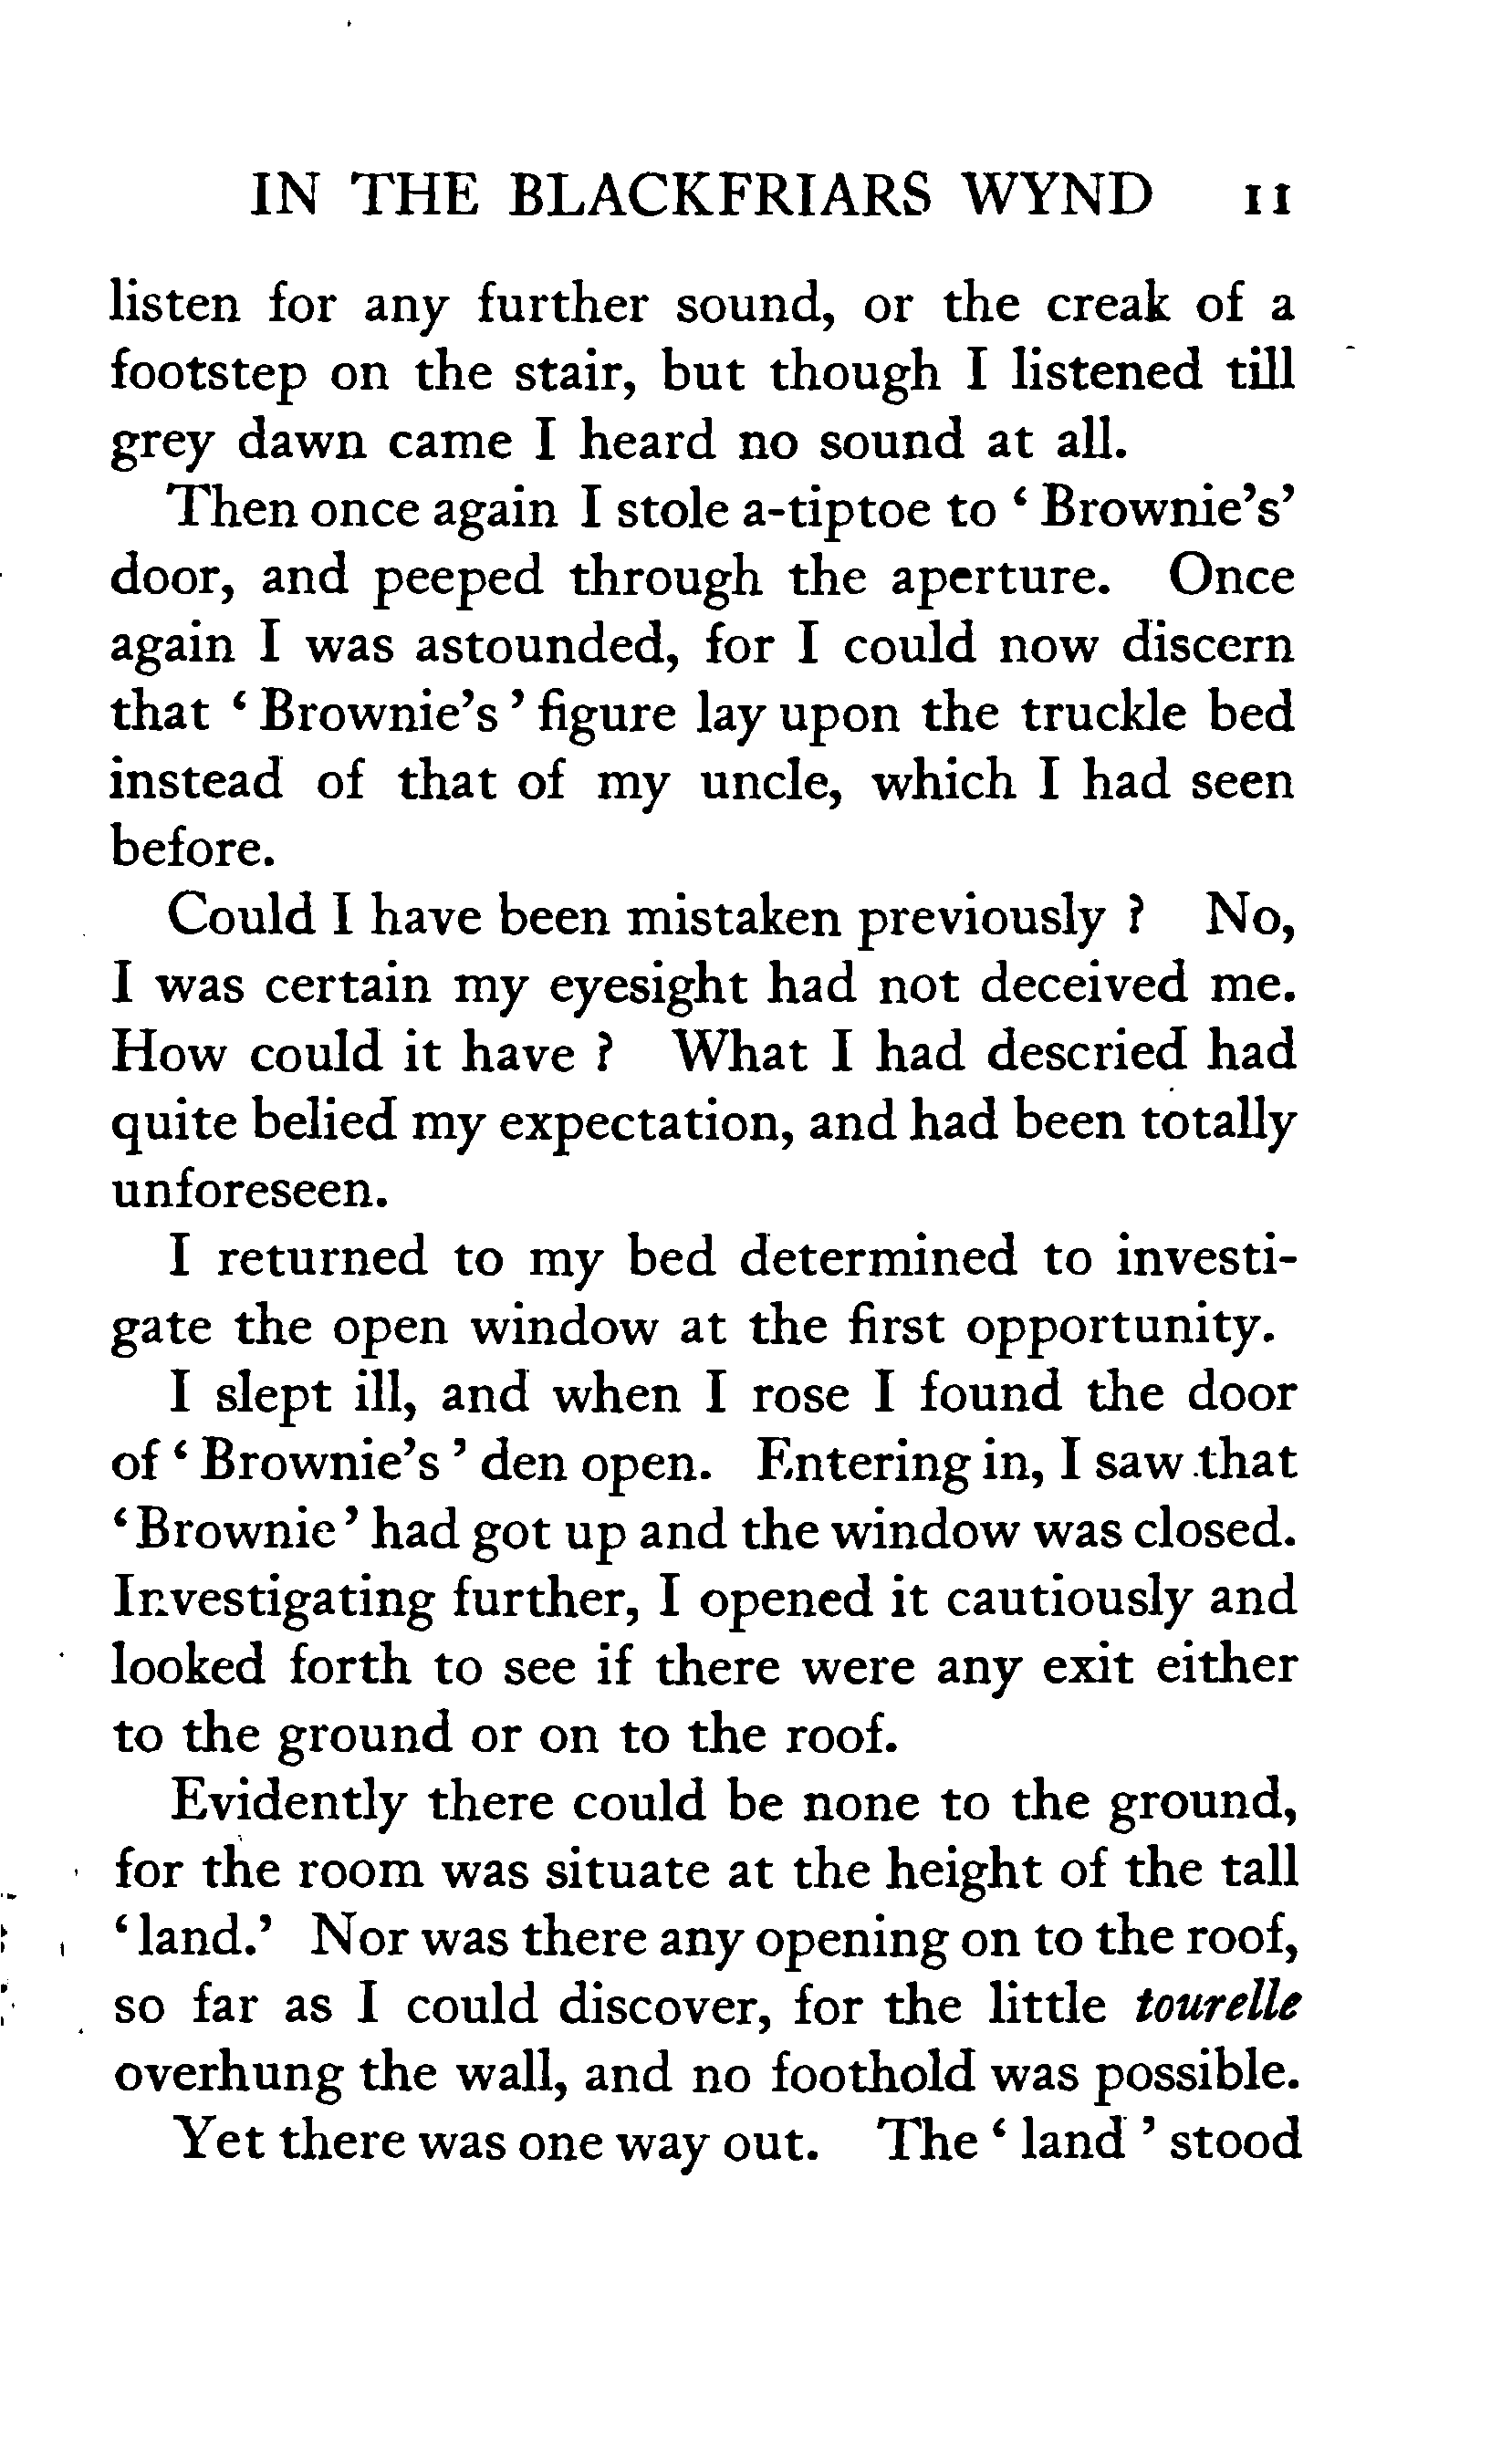 IN THE BLACKFRIARS WYND 11
listen for any further sound, or the creak of a
footstep on the stair, but though I listened till
grey dawn came I heard no sound at all.
Then once again I stole a-tiptoe to ‘ Brownie’s’
door, and peeped through the aperture. Once
again I was astounded, for I could now discern
that ‘ Brownie’s ’ figure lay upon the truckle bed
instead of that of my uncle, which I had seen
before.
Could I have been mistaken previously ? No,
I was certain my eyesight had not deceived me.
How could it have ? What I had descried had
quite belied my expectation, and had been totally
unforeseen.
I returned to my bed determined to investi-
gate the open window at the first opportunity.
I slept ill, and when I rose I found the door
of ‘ Brownie’s ’ den open. Entering in, I saw that
‘ Brownie ’ had got up and the window was closed.
Investigating further, I opened it cautiously and
looked forth to see if there were any exit either
to the ground or on to the roof.
Evidently there could be none to the ground,
for the room was situate at the height of the tall
‘ land.’ Nor was there any opening on to the roof,
so far as I could discover, for the little tourelle
overhung the wall, and no foothold was possible.
Yet there was one way out. The ‘ land ’ stood